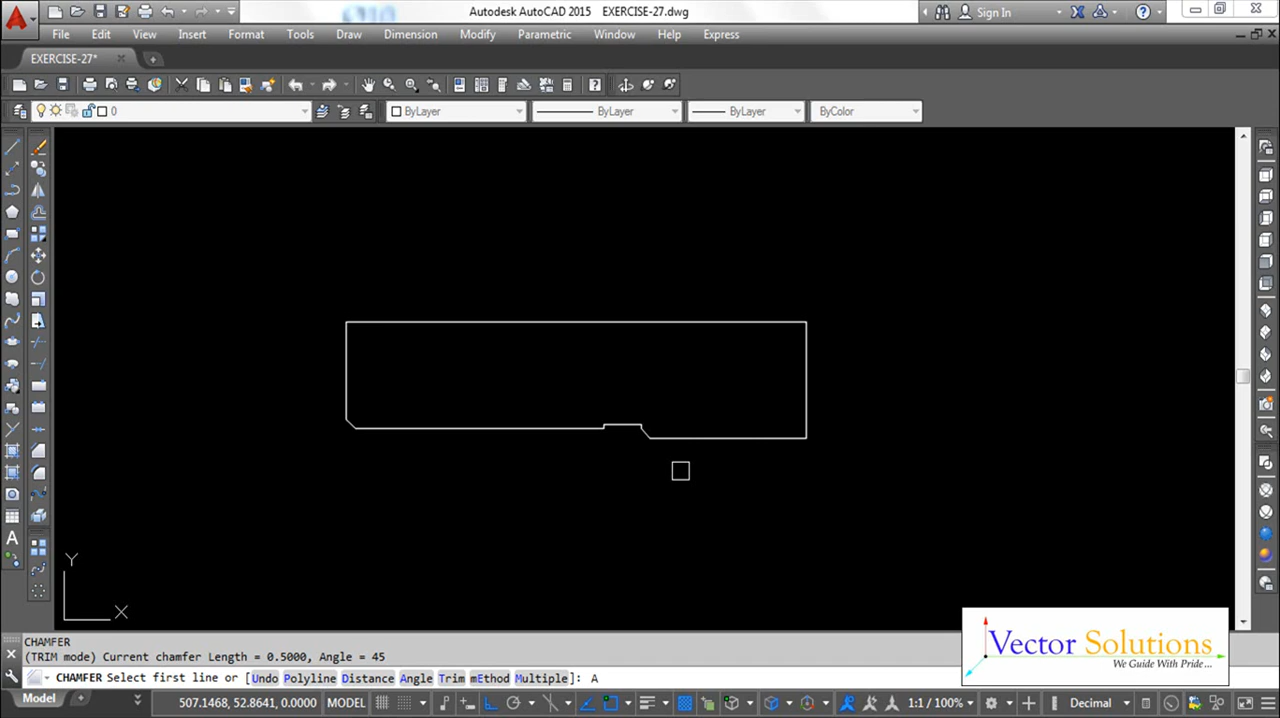 Autodesk AutoCAD 2015 EXERCISE-27.dwg
Sign In
File Edit View Insert Format Tools Draw Dimension Modify Parametric Window Help Express
EXERCISE-27*
0 ByLayer ByLayer ByLayer ByColor
Y
X
CHAMFER
(TRIM mode) Current chamfer Length = 0.5000, Angle = 45
CHAMFER Select first line or [Undo Polyline Distance Angle Trim mEthod Multiple]: A
Vector Solutions
We Guide With Pride ...
Model 507.1468, 52.8641, 0.0000 MODEL 1:1 / 100% Decimal